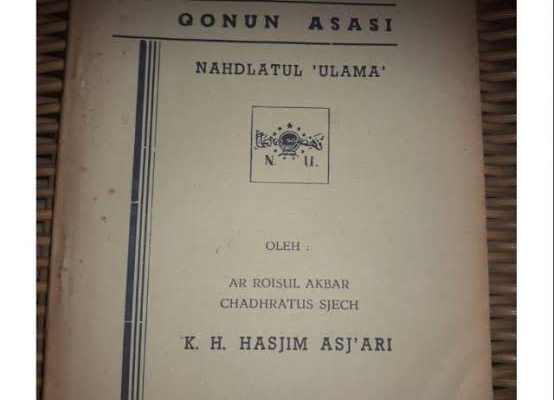 QONUN ASASI
NAHDLATUL 'ULAMA'
N. U.
OLEH :
AR ROISUL AKBAR
CHADHRATUS SJECH
K. H. HASJIM ASJ'ARI